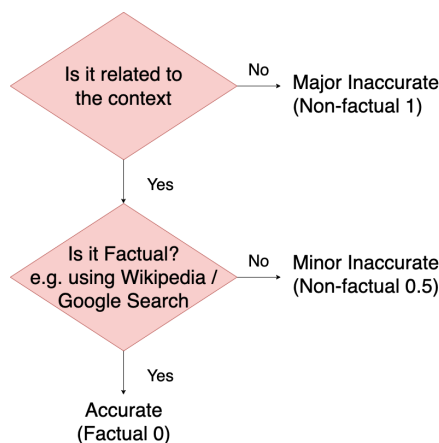 Is it related to
the context
No
Major Inaccurate
(Non-factual 1)
Yes
Is it Factual?
e.g. using Wikipedia /
Google Search
No
Minor Inaccurate
(Non-factual 0.5)
Yes
Accurate
(Factual 0)